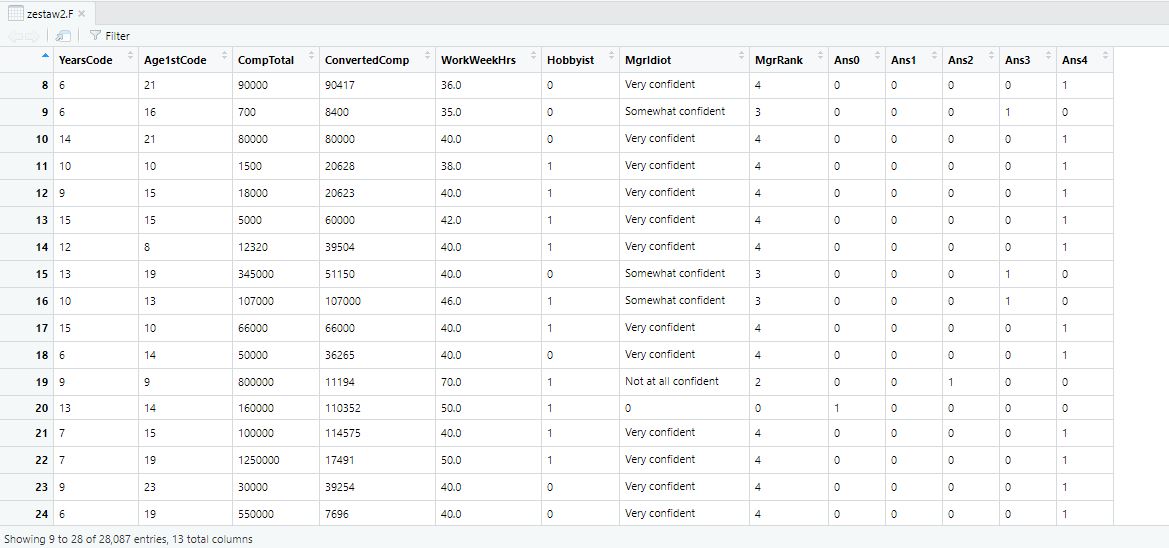 zestaw2.F
Filter
YearsCode Age1stCode CompTotal ConvertedComp WorkWeekHrs Hobbyist MgrIdiot MgrRank Ans0 Ans1 Ans2 Ans3 Ans4
8 6 21 90000 90417 36.0 0 Very confident 4 0 0 0 0 1
9 6 16 700 8400 35.0 0 Somewhat confident 3 0 0 0 1 0
10 14 21 80000 80000 40.0 0 Very confident 4 0 0 0 0 1
11 10 10 1500 20628 38.0 1 Very confident 4 0 0 0 0 1
12 9 15 18000 20623 40.0 1 Very confident 4 0 0 0 0 1
13 15 15 5000 60000 42.0 1 Very confident 4 0 0 0 0 1
14 12 8 12320 39504 40.0 1 Very confident 4 0 0 0 0 1
15 13 19 345000 51150 40.0 0 Somewhat confident 3 0 0 0 1 0
16 10 13 107000 107000 46.0 1 Somewhat confident 3 0 0 0 1 0
17 15 10 66000 66000 40.0 1 Very confident 4 0 0 0 0 1
18 6 14 50000 36265 40.0 0 Very confident 4 0 0 0 0 1
19 9 9 800000 11194 70.0 1 Not at all confident 2 0 0 1 0 0
20 13 14 160000 110352 50.0 1 0 0 1 0 0 0 0
21 7 15 100000 114575 40.0 1 Very confident 4 0 0 0 0 1
22 7 19 1250000 17491 50.0 1 Very confident 4 0 0 0 0 1
23 9 23 30000 39254 40.0 0 Very confident 4 0 0 0 0 1
24 6 19 550000 7696 40.0 0 Very confident 4 0 0 0 0 1
Showing 9 to 28 of 28,087 entries, 13 total columns